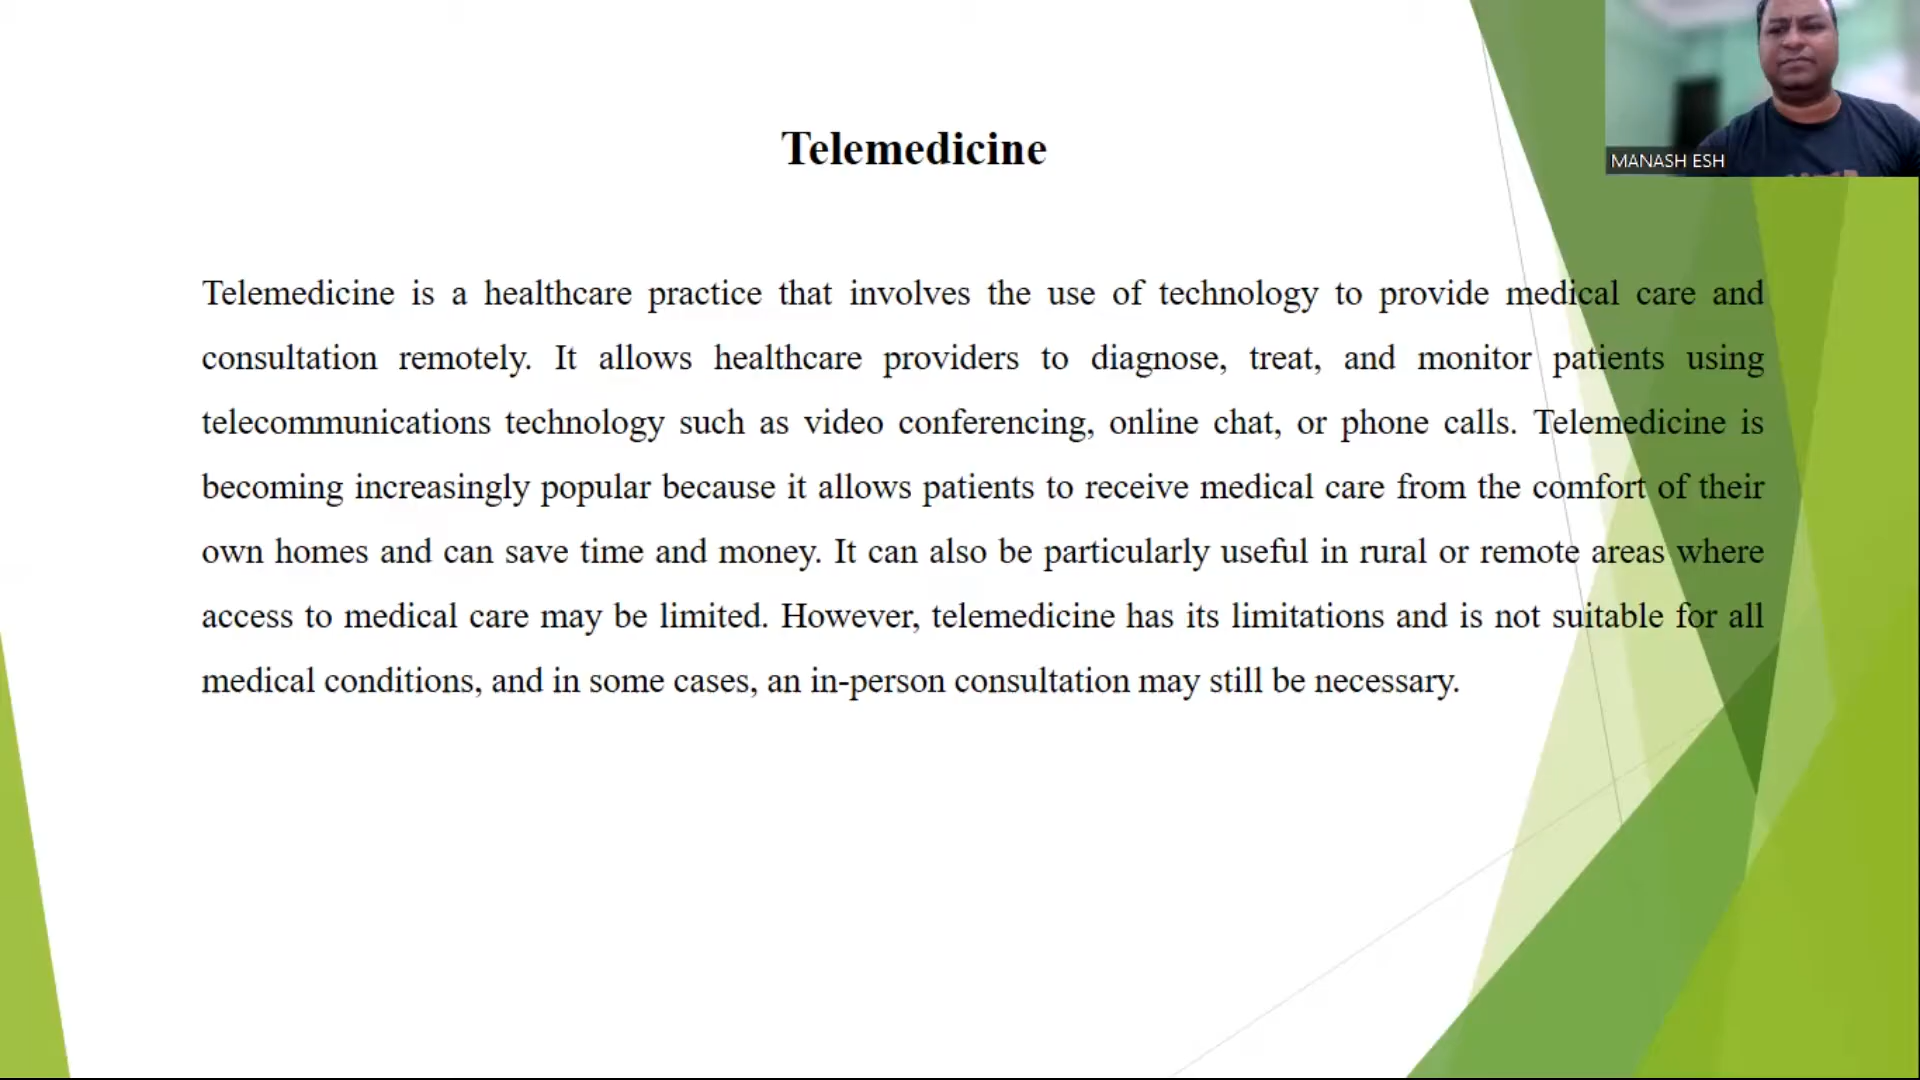 Telemedicine
MANASH ESH
Telemedicine is a healthcare practice that involves the use of technology to provide medical care and
consultation remotely. It allows healthcare providers to diagnose, treat, and monitor patients using
telecommunications technology such as video conferencing, online chat, or phone calls. Telemedicine is
becoming increasingly popular because it allows patients to receive medical care from the comfort of their
own homes and can save time and money. It can also be particularly useful in rural or remote areas where
access to medical care may be limited. However, telemedicine has its limitations and is not suitable for all
medical conditions, and in some cases, an in-person consultation may still be necessary.